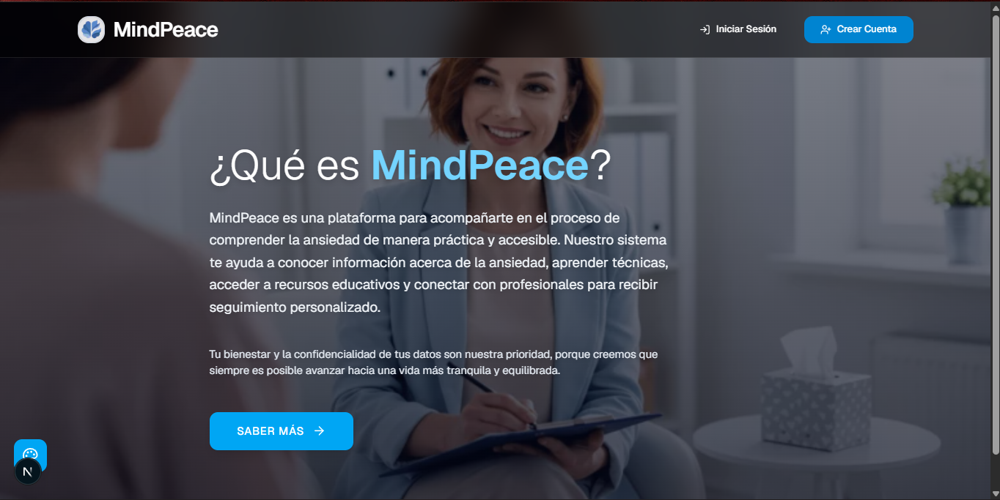 MindPeace
Iniciar Sesión
Crear Cuenta
¿Qué es MindPeace?
MindPeace es una plataforma para acompañarte en el proceso de
comprender la ansiedad de manera práctica y accesible. Nuestro sistema
te ayuda a conocer información acerca de la ansiedad, aprender técnicas,
acceder a recursos educativos y conectar con profesionales para recibir
seguimiento personalizado.
Tu bienestar y la confidencialidad de tus datos son nuestra prioridad, porque creemos que
siempre es posible avanzar hacia una vida más tranquila y equilibrada.
SABER MÁS
N